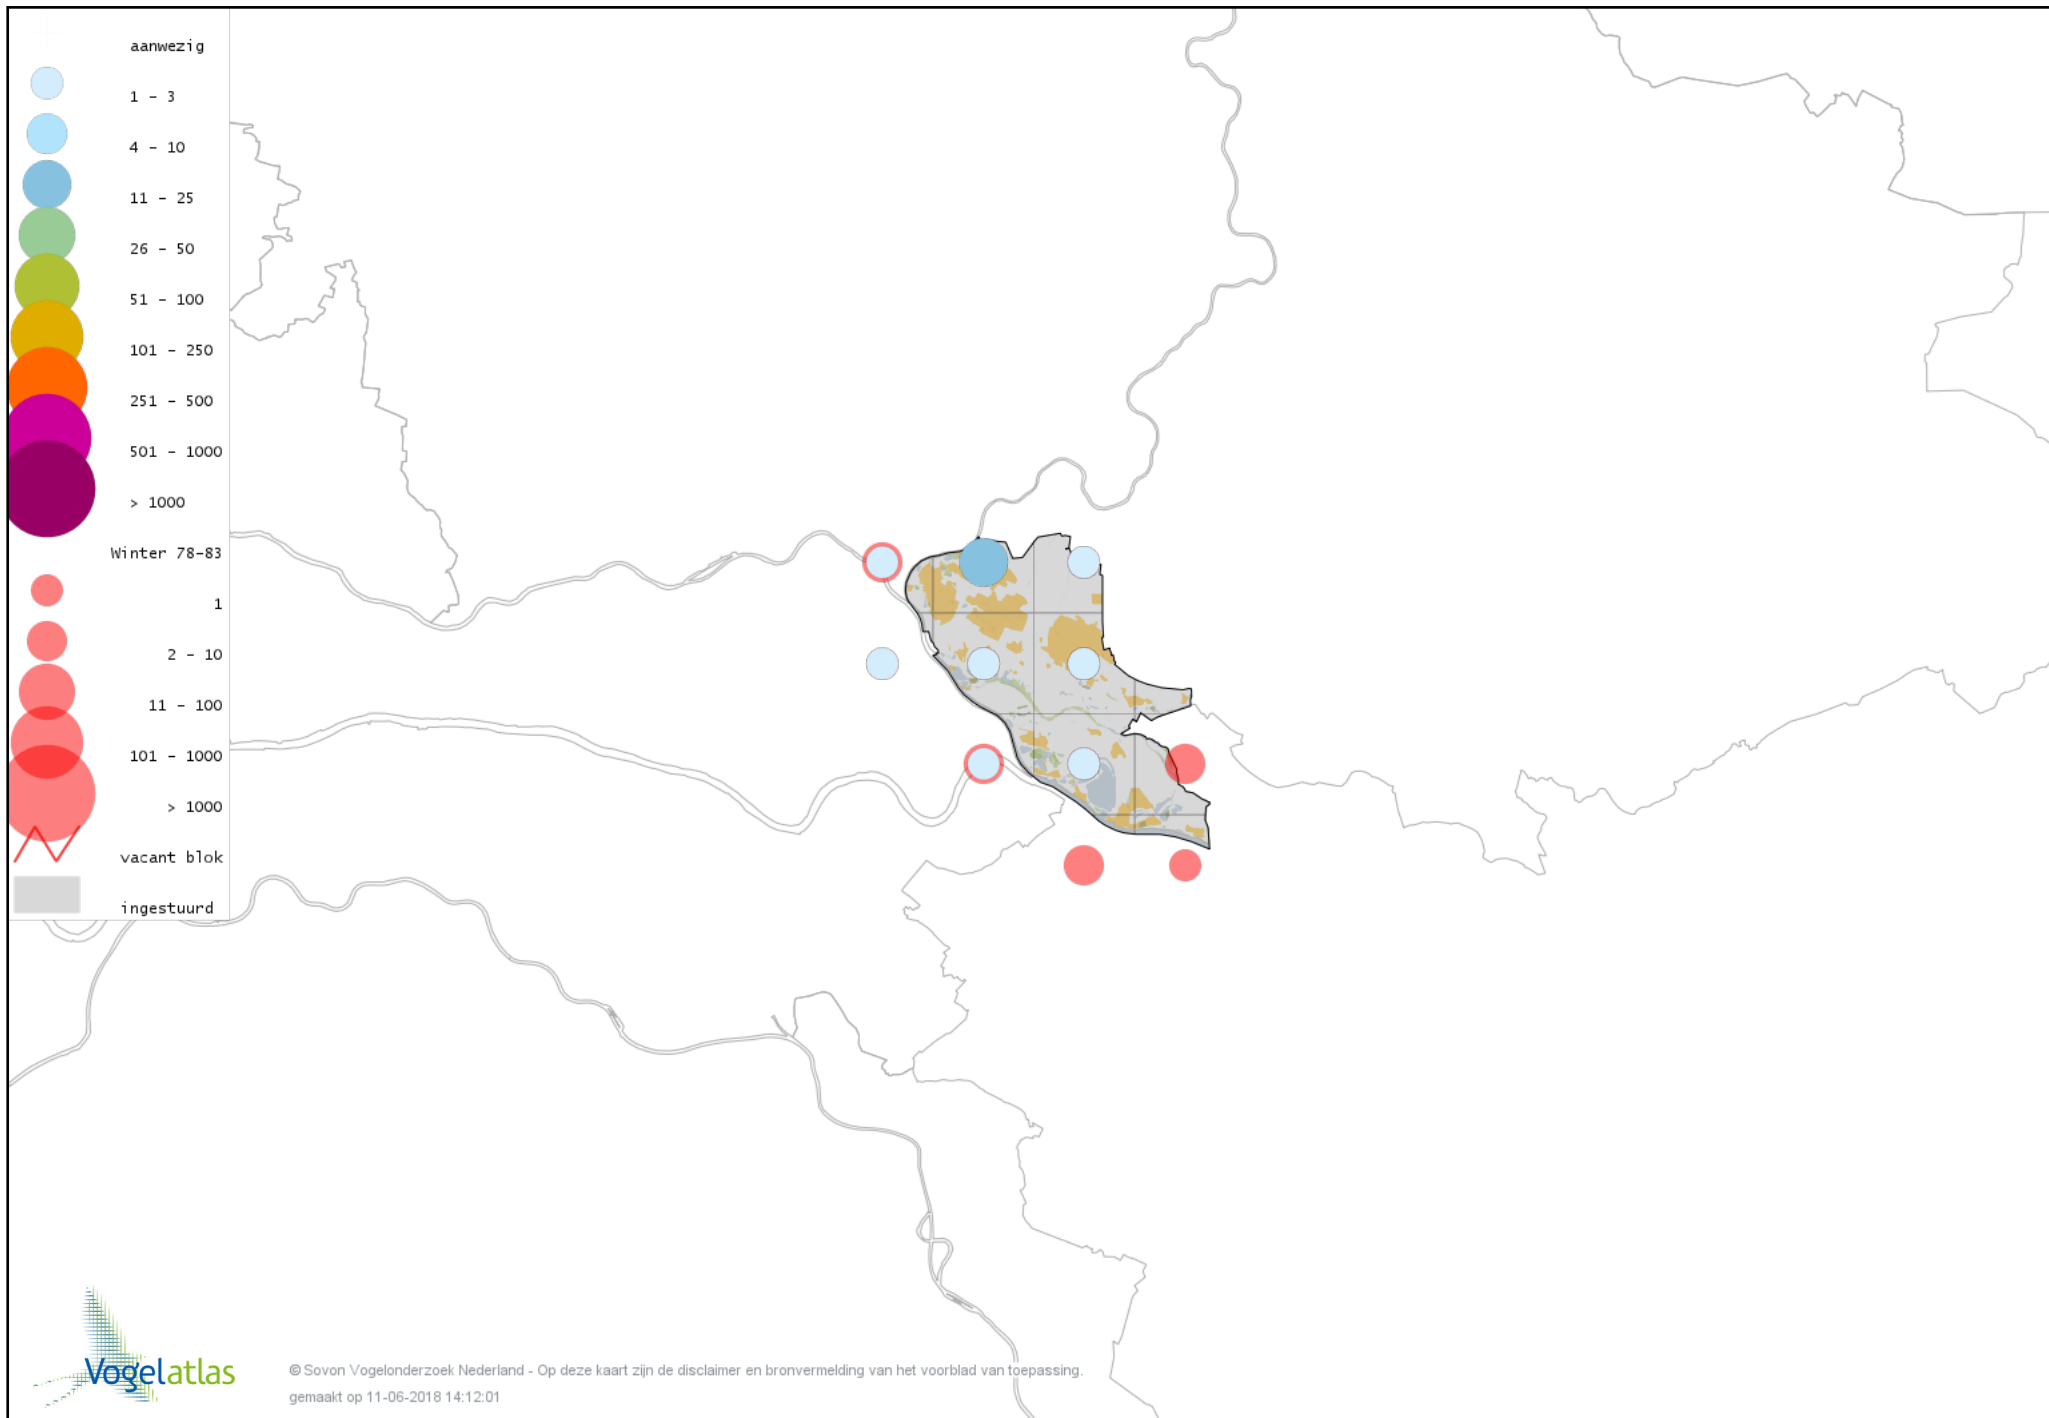 aanwezig
1 - 3
4 - 10
11 - 25
26 - 50
51 - 100
101 - 250
251 - 500
501 - 1000
> 1000
Winter 78-83
1
2 - 10
11 - 100
101 - 1000
> 1000
vacant blok
ingestuurd
Vogelatlas
© Sovon Vogelonderzoek Nederland - Op deze kaart zijn de disclaimer en bronvermelding van het voorblad van toepassing.
gemaakt op 11-06-2018 14:12:01